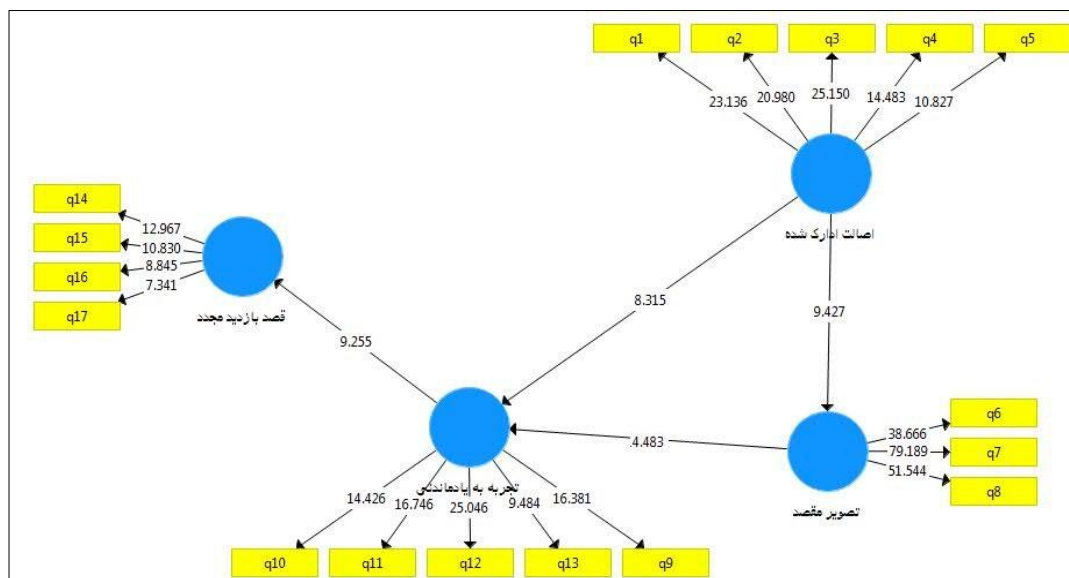 q1
q2
q3
q4
q5
23.136
20.980
25.150
14.483
10.827
اصالت ادارک شده
q14
q15
q16
q17
12.967
10.830
8.845
7.341
قصد بازدید مجدد
8.315
9.427
9.255
4.483
تجربه به یادماندنی
تصویر مقصد
q6
q7
q8
38.666
79.189
51.544
14.426
16.746
25.046
9.484
16.381
q10
q11
q12
q13
q9